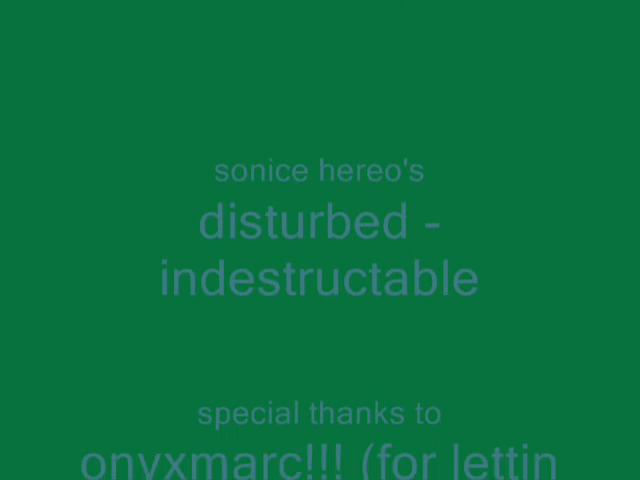 sonice hereo's
disturbed -
indestructable
special thanks to
onyxmarc!!! (for lettin